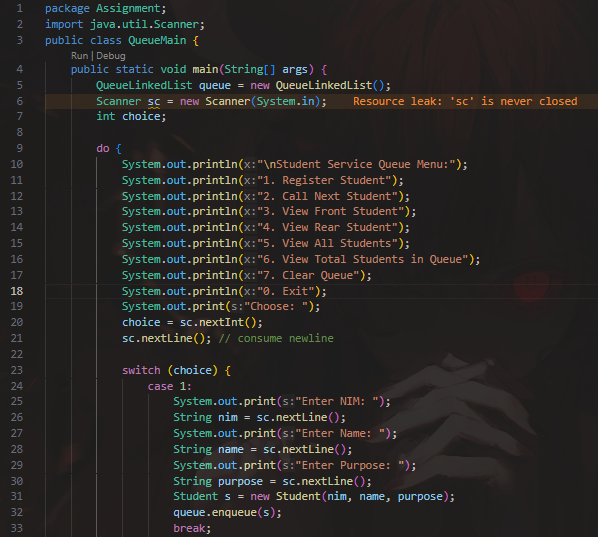 1 package Assignment;
2 import java.util.Scanner;
3 public class QueueMain {
Run | Debug
4 public static void main(String[] args) {
5 QueueLinkedList queue = new QueueLinkedList();
6 Scanner sc = new Scanner(System.in); Resource leak: 'sc' is never closed
7 int choice;
8
9 do {
10 System.out.println(x:"\nStudent Service Queue Menu:");
11 System.out.println(x:"1. Register Student");
12 System.out.println(x:"2. Call Next Student");
13 System.out.println(x:"3. View Front Student");
14 System.out.println(x:"4. View Rear Student");
15 System.out.println(x:"5. View All Students");
16 System.out.println(x:"6. View Total Students in Queue");
17 System.out.println(x:"7. Clear Queue");
18 System.out.println(x:"0. Exit");
19 System.out.print(s:"Choose: ");
20 choice = sc.nextInt();
21 sc.nextLine(); // consume newline
22
23 switch (choice) {
24 case 1:
25 System.out.print(s:"Enter NIM: ");
26 String nim = sc.nextLine();
27 System.out.print(s:"Enter Name: ");
28 String name = sc.nextLine();
29 System.out.print(s:"Enter Purpose: ");
30 String purpose = sc.nextLine();
31 Student s = new Student(nim, name, purpose);
32 queue.enqueue(s);
33 break;